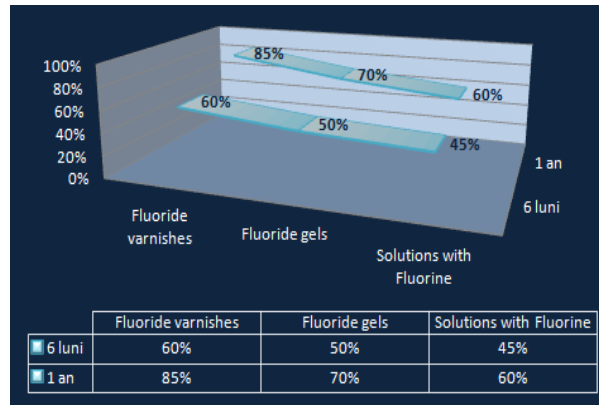 100%
80%
60%
40%
20%
0%
85%
70%
60%
60%
50%
45%
1 an
6 luni
Fluoride
varnishes
Fluoride gels
Solutions with
Fluorine
Fluoride varnishes Fluoride gels Solutions with Fluorine
6 luni 60% 50% 45%
1 an 85% 70% 60%